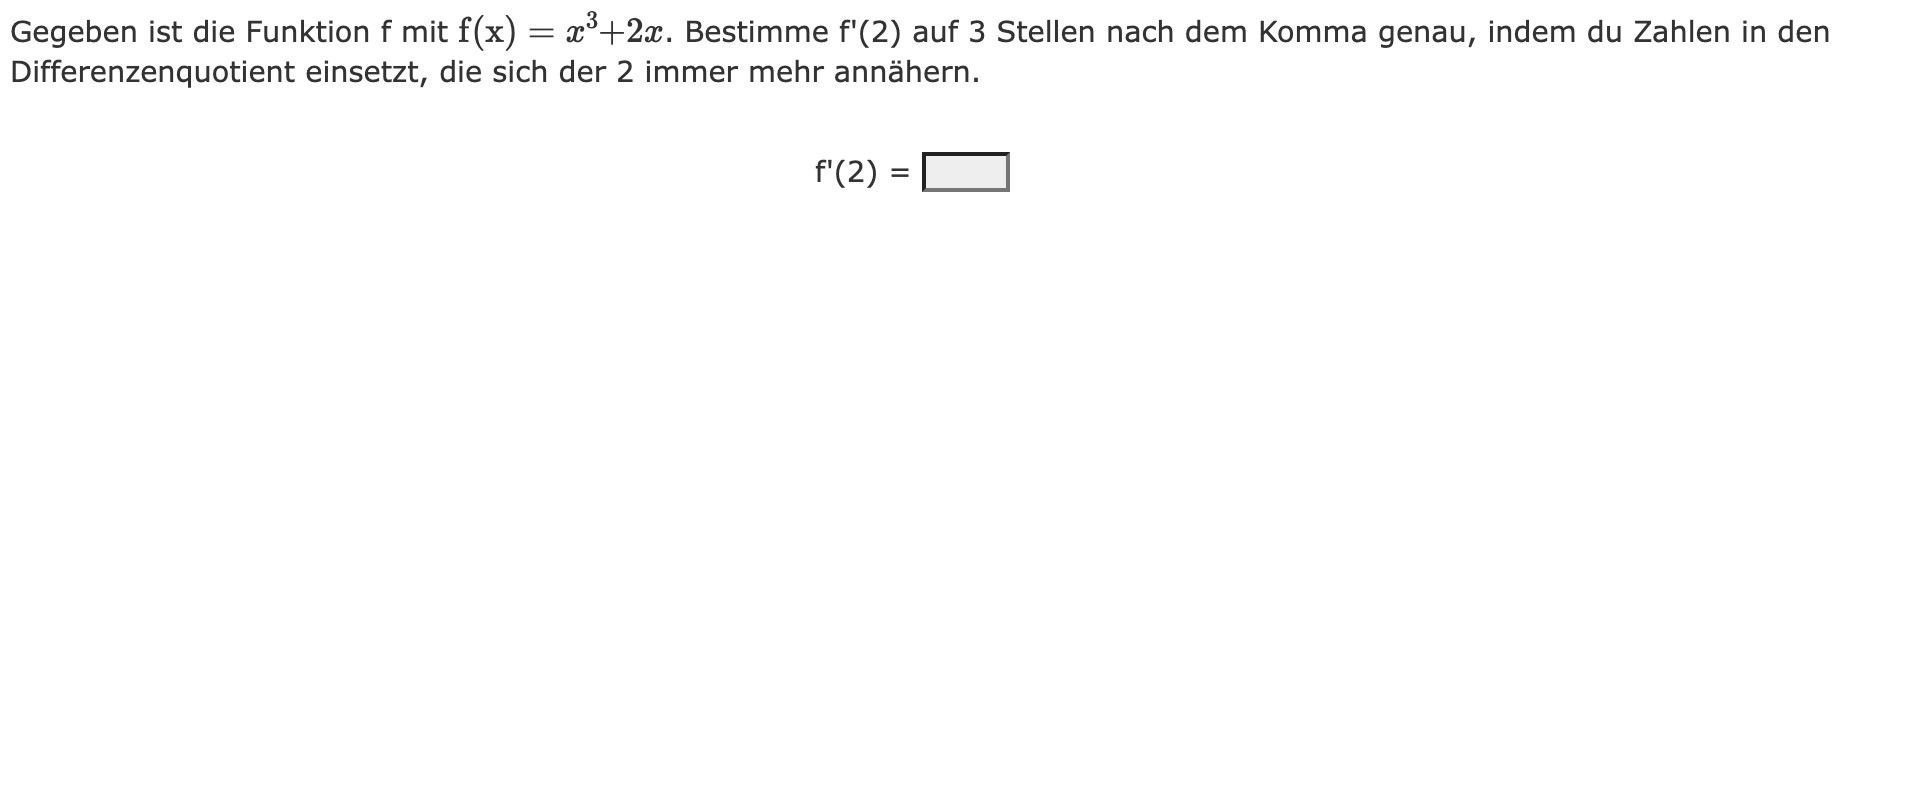 Gegeben ist die Funktion f mit f(x) = x³+2x. Bestimme f'(2) auf 3 Stellen nach dem Komma genau, indem du Zahlen in den
Differenzenquotient einsetzt, die sich der 2 immer mehr annähern.
f'(2) =